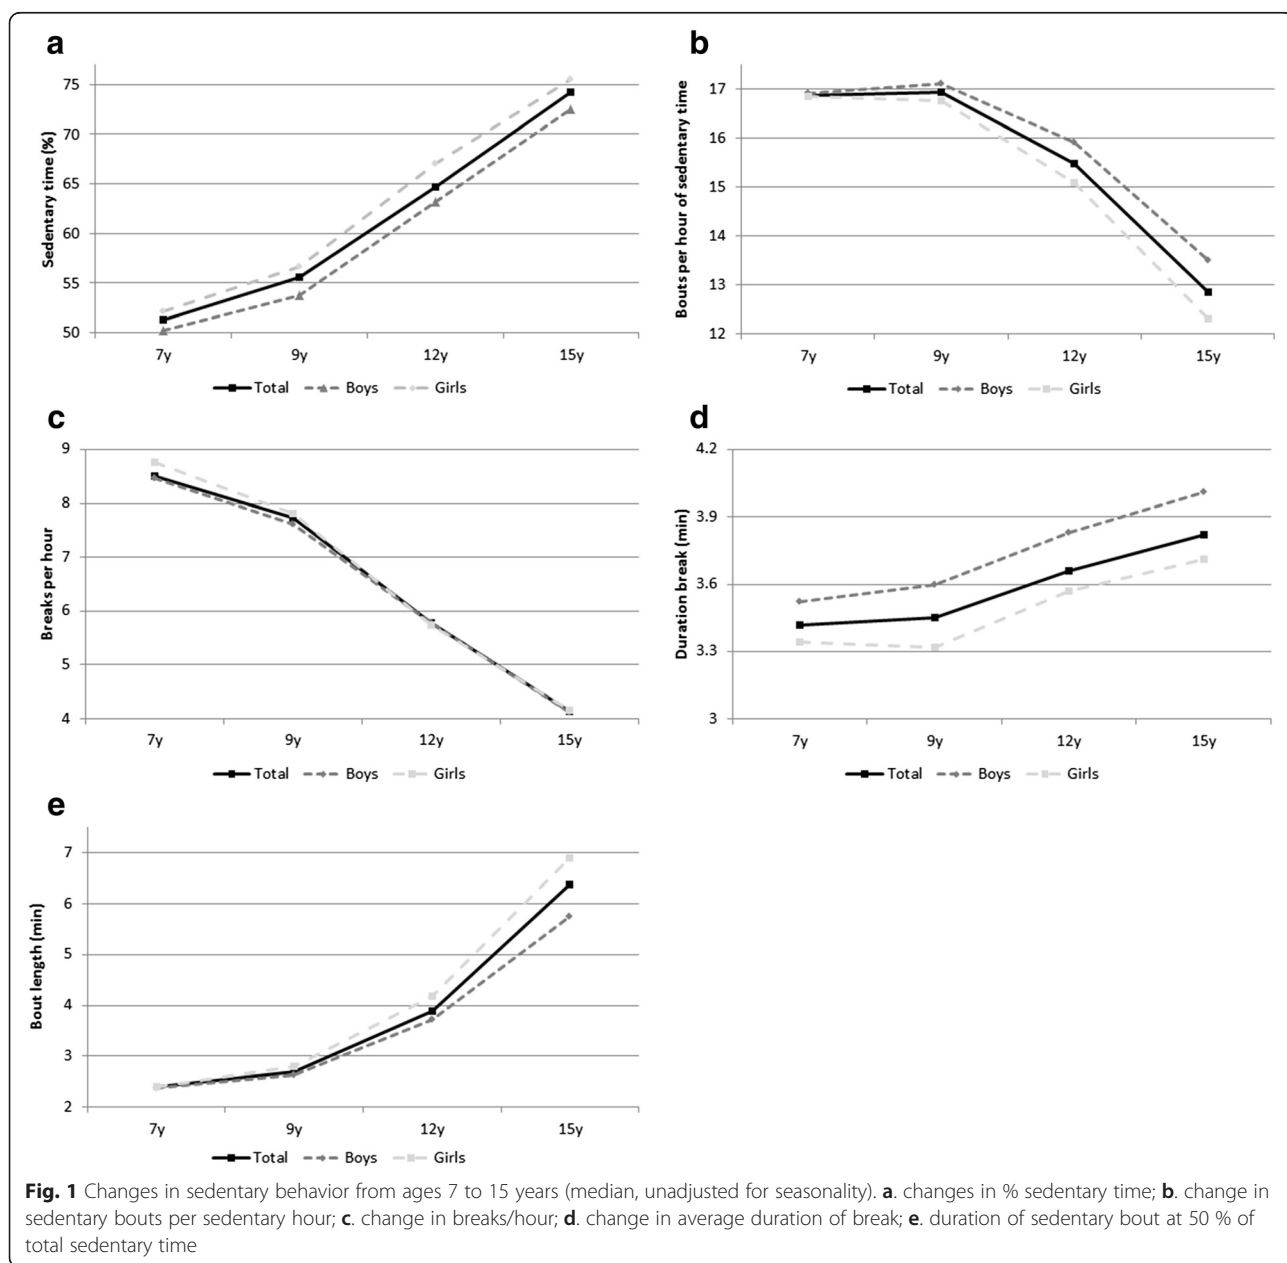 a
75
70
65
60
55
50
Sedentary time (%)
7y 9y 12y 15y
Total Boys Girls
b
17
16
15
14
13
12
Bouts per hour of sedentary time
7y 9y 12y 15y
Total Boys Girls
c
9
8
7
6
5
4
Breaks per hour
7y 9y 12y 15y
Total Boys Girls
d
4.2
3.9
3.6
3.3
3
Duration break (min)
7y 9y 12y 15y
Total Boys Girls
e
7
6
5
4
3
2
Bout length (min)
7y 9y 12y 15y
Total Boys Girls
Fig. 1 Changes in sedentary behavior from ages 7 to 15 years (median, unadjusted for seasonality). a. changes in % sedentary time; b. change in
sedentary bouts per sedentary hour; c. change in breaks/hour; d. change in average duration of break; e. duration of sedentary bout at 50 % of
total sedentary time